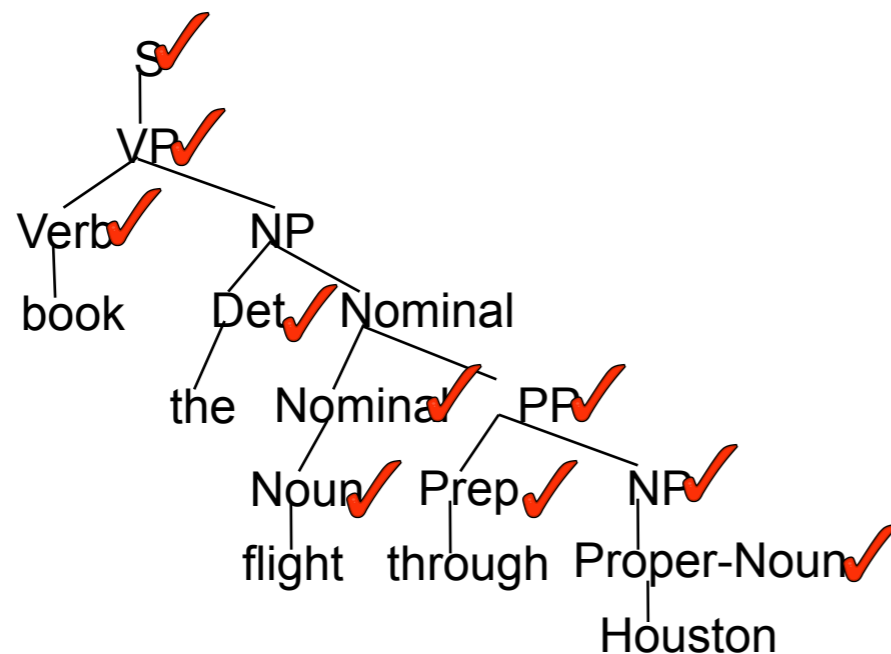 S
VP
Verb NP
book Det Nominal
the Nominal PP
Noun Prep NP
flight through Proper-Noun
Houston